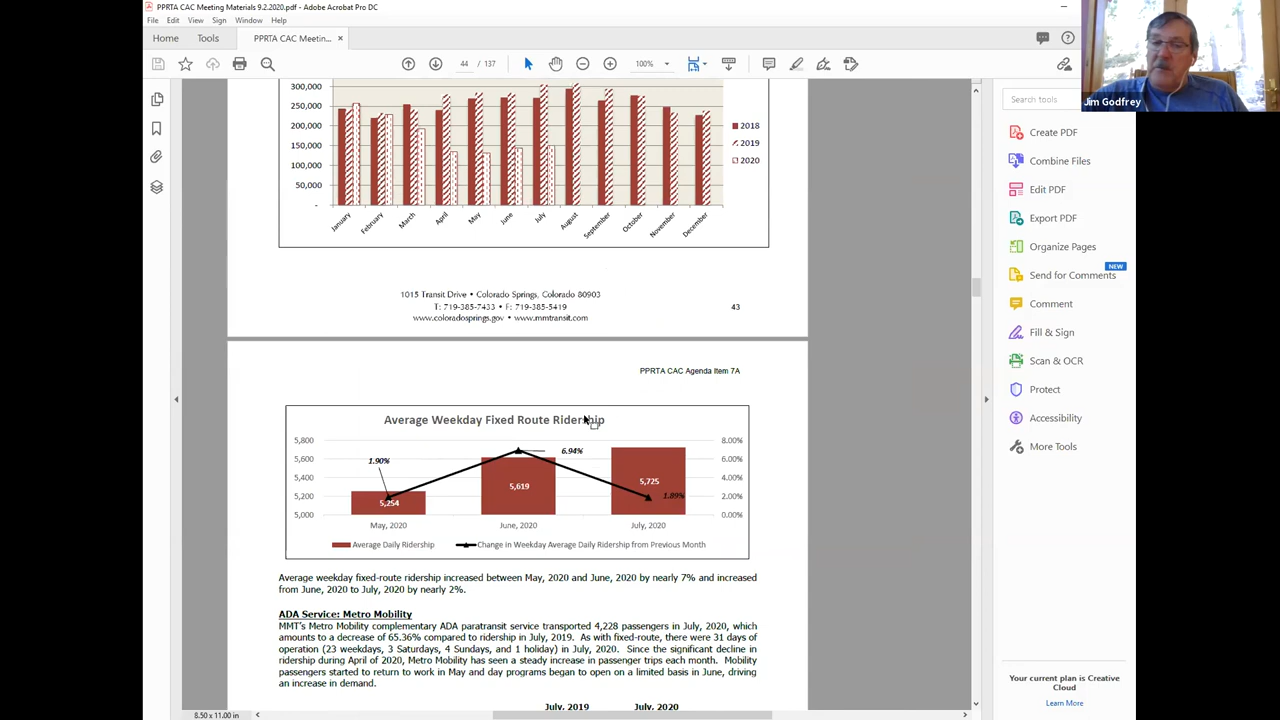 PPRTA CAC Meeting Materials 9.2.2020.pdf - Adobe Acrobat Pro DC
File Edit View Sign Window Help
Home Tools PPRTA CAC Meetin... ×
44 / 137 100%
Jim Godfrey
Search tools
Create PDF
Combine Files
Edit PDF
Export PDF
Organize Pages
NEW
Send for Comments
Comment
Fill & Sign
Scan & OCR
Protect
Accessibility
More Tools
Your current plan is Creative
Cloud
Learn More
300,000
250,000
200,000
150,000
100,000
50,000
-
2018
2019
2020
January February March April May June July August September October November December
1015 Transit Drive • Colorado Springs, Colorado 80903
T: 719-385-7433 • F: 719-385-5419
www.coloradosprings.gov • www.mmtransit.com
43
PPRTA CAC Agenda Item 7A
Average Weekday Fixed Route Ridership
5,800
5,600
5,400
5,200
5,000
8.00%
6.00%
4.00%
2.00%
0.00%
1.90%
6.94%
1.89%
5,254
5,619
5,725
May, 2020 June, 2020 July, 2020
Average Daily Ridership Change in Weekday Average Daily Ridership from Previous Month
Average weekday fixed-route ridership increased between May, 2020 and June, 2020 by nearly 7% and increased
from June, 2020 to July, 2020 by nearly 2%.
ADA Service: Metro Mobility
MMT's Metro Mobility complementary ADA paratransit service transported 4,228 passengers in July, 2020, which
amounts to a decrease of 65.36% compared to ridership in July, 2019. As with fixed-route, there were 31 days of
operation (23 weekdays, 3 Saturdays, 4 Sundays, and 1 holiday) in July, 2020. Since the significant decline in
ridership during April of 2020, Metro Mobility has seen a steady increase in passenger trips each month. Mobility
passengers started to return to work in May and day programs began to open on a limited basis in June, driving
an increase in demand.
July, 2019 July, 2020
8.50 x 11.00 in